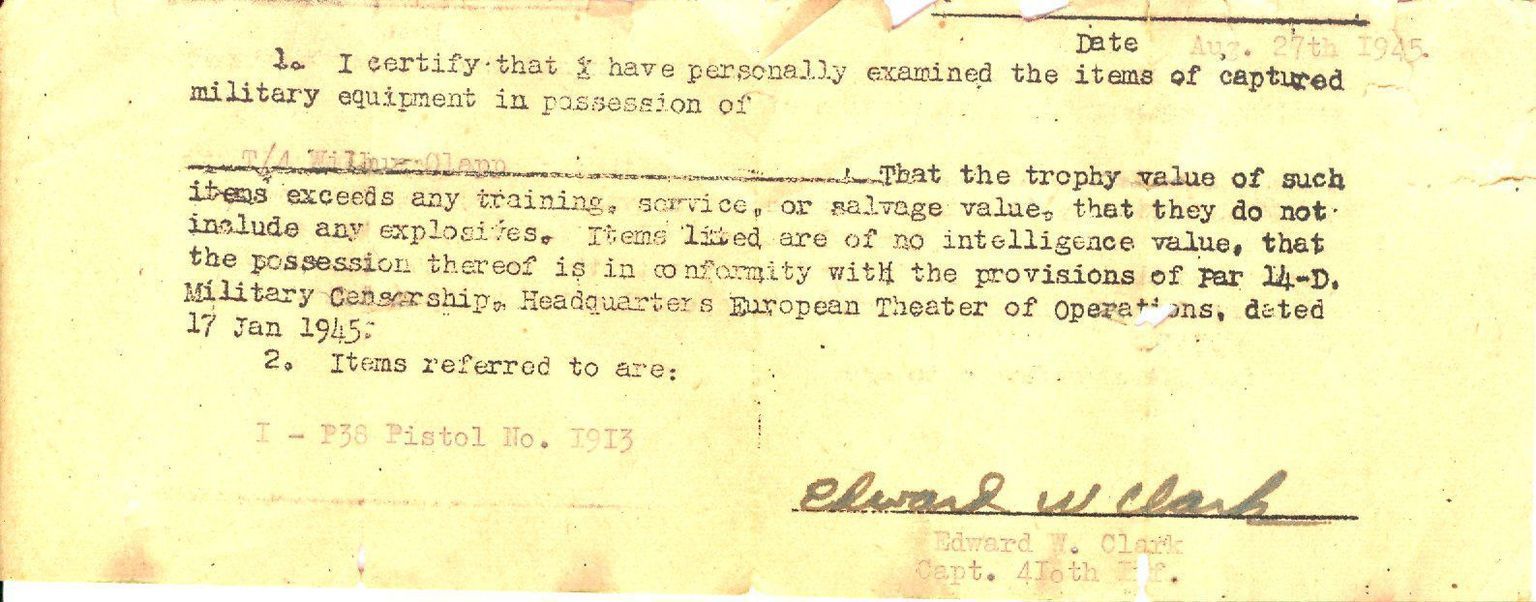 Date Aug. 27th 1945.
1. I certify that I have personally examined the items of captured
military equipment in possession of
T/4 Wilbur Clapp
That the trophy value of such
items exceeds any training, service, or salvage value, that they do not
include any explosives. Items listed are of no intelligence value, that
the possession thereof is in conformity with the provisions of Par 14-D.
Military Censorship, Headquarters European Theater of Operations, dated
17 Jan 1945:
2. Items referred to are:
I - P38 Pistol No. I9I3
Edward W Clark
Edward W. Clark
Capt. 4I0th Inf.